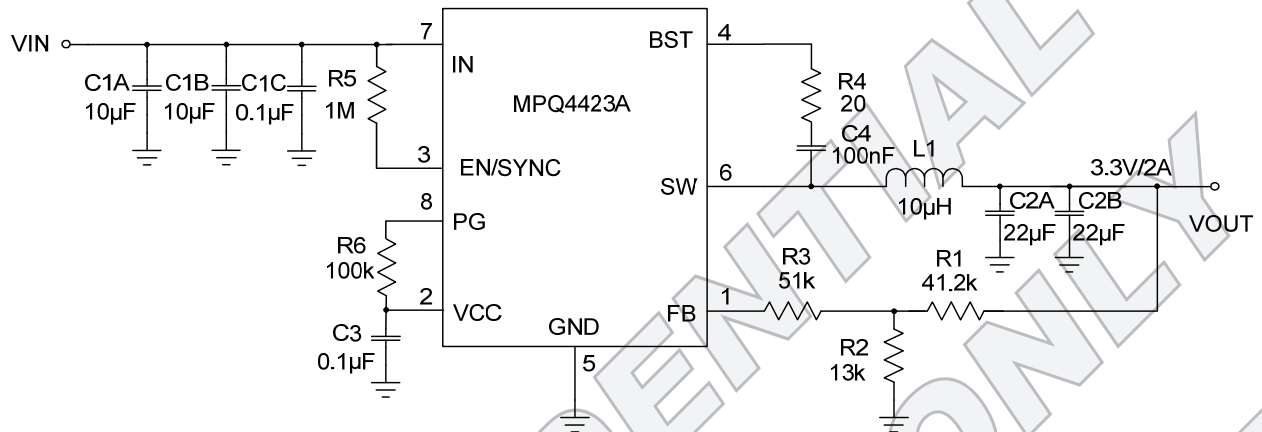 VIN
C1A
10µF
C1B
10µF
C1C
0.1µF
R5
1M
7
IN
MPQ4423A
BST
4
R4
20
C4
100nF
3
EN/SYNC
SW
6
L1
10µH
3.3V/2A
C2A
22µF
C2B
22µF
VOUT
8
PG
R6
100k
2
VCC
C3
0.1µF
GND
5
FB
1
R3
51k
R1
41.2k
R2
13k
ENTIAL
ONLY